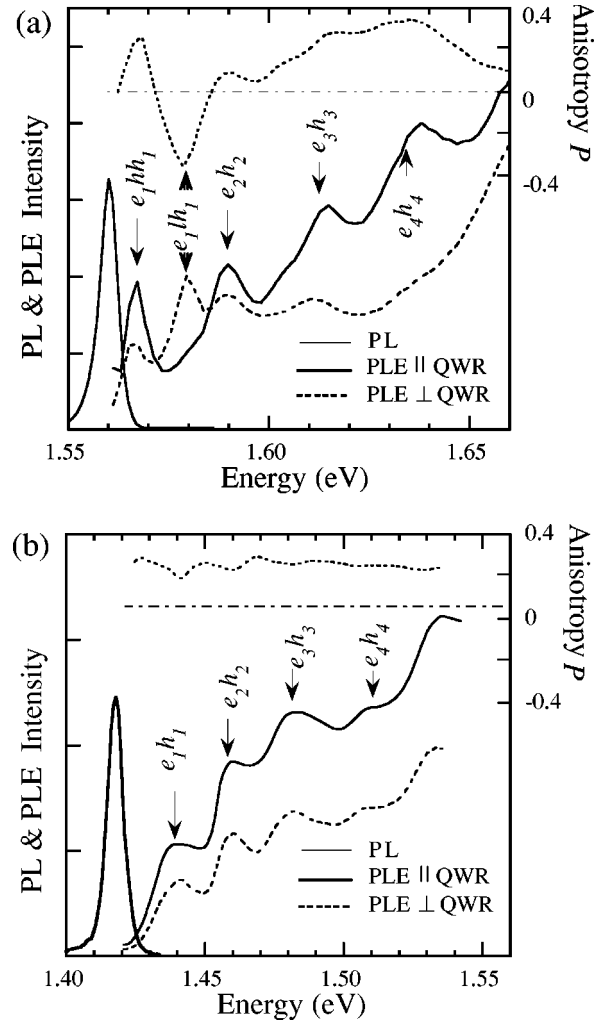 (a)
0.4
0
-0.4
Anisotropy P
PL & PLE Intensity
e1hh1
e1lh1
e2h2
e3h3
e4h4
PL
PLE || QWR
PLE ⊥ QWR
1.55
1.60
1.65
Energy (eV)
(b)
0.4
0
-0.4
Anisotropy P
PL & PLE Intensity
e1h1
e2h2
e3h3
e4h4
PL
PLE || QWR
PLE ⊥ QWR
1.40
1.45
1.50
1.55
Energy (eV)